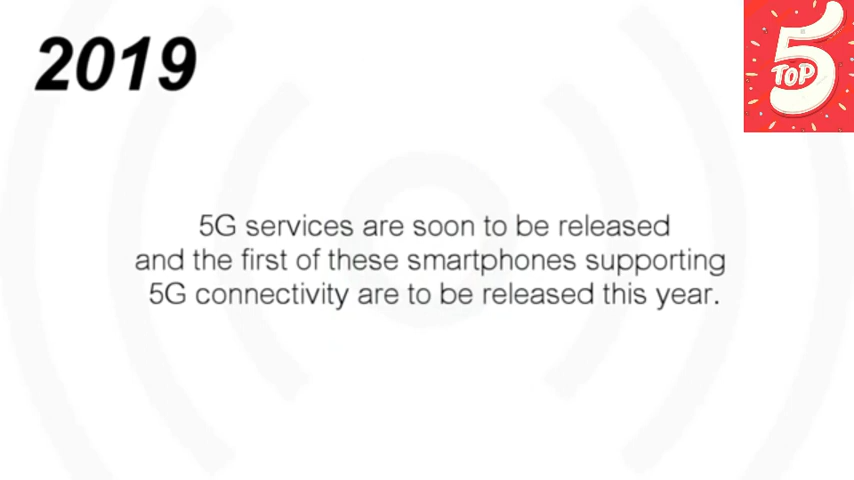 2019
5
TOP
5G services are soon to be released
and the first of these smartphones supporting
5G connectivity are to be released this year.